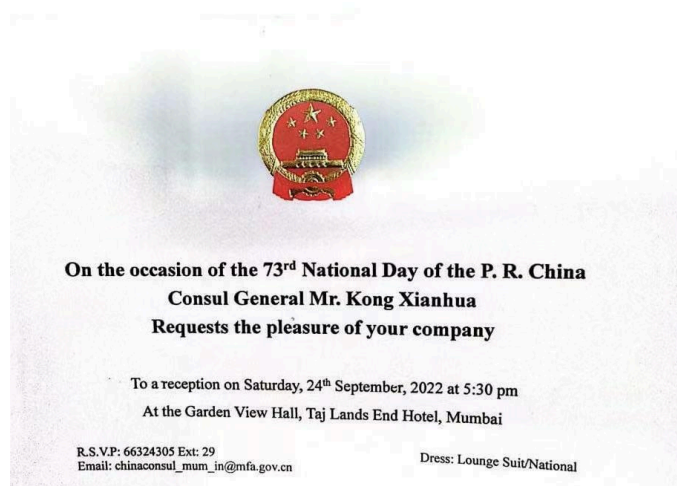 On the occasion of the 73rd National Day of the P. R. China
Consul General Mr. Kong Xianhua
Requests the pleasure of your company
To a reception on Saturday, 24th September, 2022 at 5:30 pm
At the Garden View Hall, Taj Lands End Hotel, Mumbai
R.S.V.P: 66324305 Ext: 29
Email: chinaconsul_mum_in@mfa.gov.cn
Dress: Lounge Suit/National